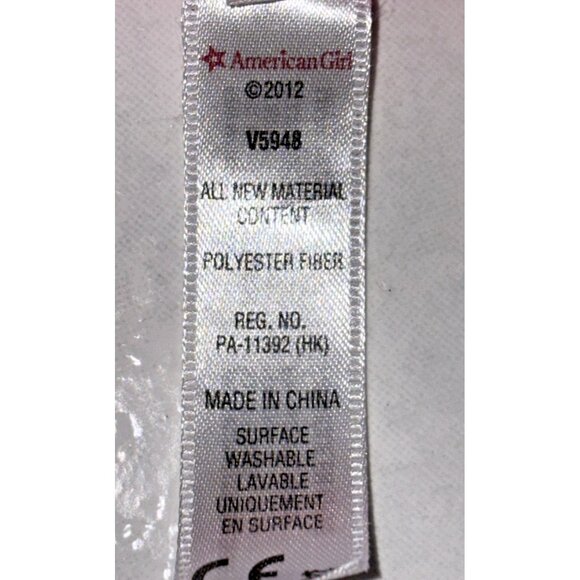 American Girl
©2012
V5948
ALL NEW MATERIAL
CONTENT
POLYESTER FIBER
REG. NO.
PA-11392 (HK)
MADE IN CHINA
SURFACE
WASHABLE
LAVABLE
UNIQUEMENT
EN SURFACE
CE